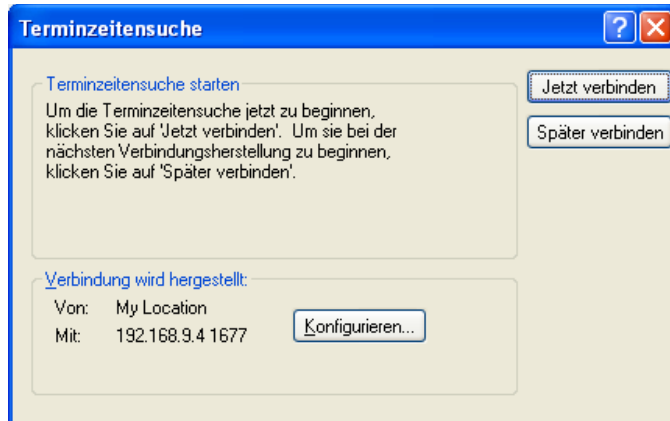 Terminzeitensuche
Terminzeitensuche starten
Um die Terminzeitensuche jetzt zu beginnen,
klicken Sie auf 'Jetzt verbinden'. Um sie bei der
nächsten Verbindungsherstellung zu beginnen,
klicken Sie auf 'Später verbinden'.
Jetzt verbinden
Später verbinden
Verbindung wird hergestellt:
Von: My Location
Mit: 192.168.9.4 1677
Konfigurieren...